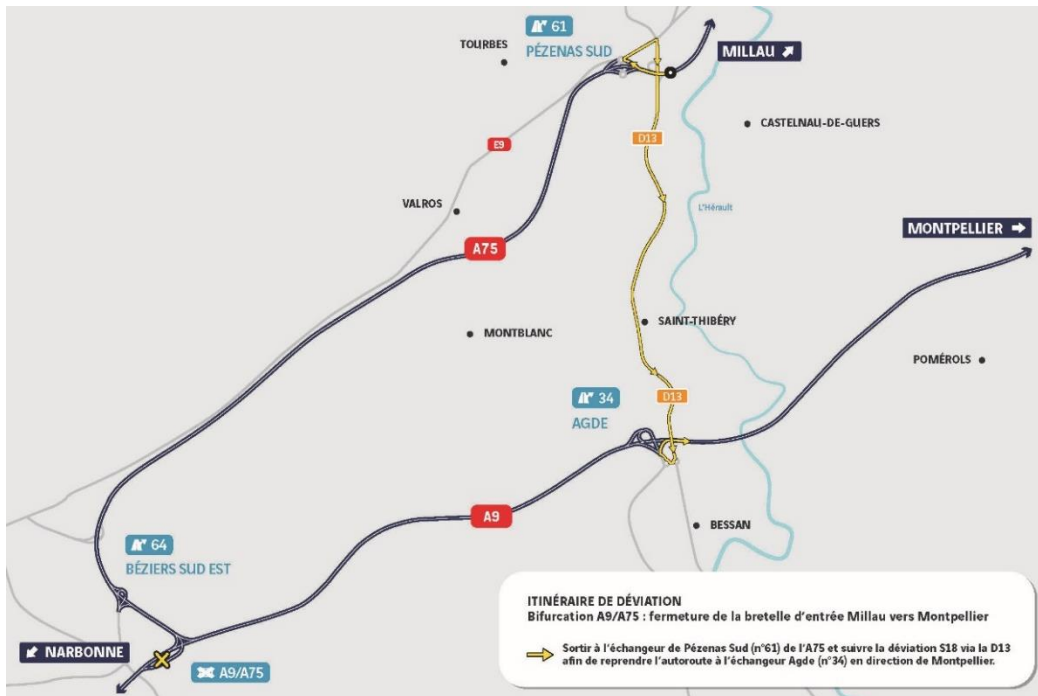 61
TOURBES
PÉZENAS SUD
MILLAU
CASTELNAU-DE-GUERS
D13
E9
VALROS
L'Hérault
MONTPELLIER
A75
SAINT-THIBÉRY
MONTBLANC
POMÉROLS
34
AGDE
D13
A9
BESSAN
64
BÉZIERS SUD EST
NARBONNE
A9/A75
ITINÉRAIRE DE DÉVIATION
Bifurcation A9/A75 : fermeture de la bretelle d'entrée Millau vers Montpellier
Sortir à l'échangeur de Pézenas Sud (n°61) de l'A75 et suivre la déviation S18 via la D13
afin de reprendre l'autoroute à l'échangeur Agde (n°34) en direction de Montpellier.